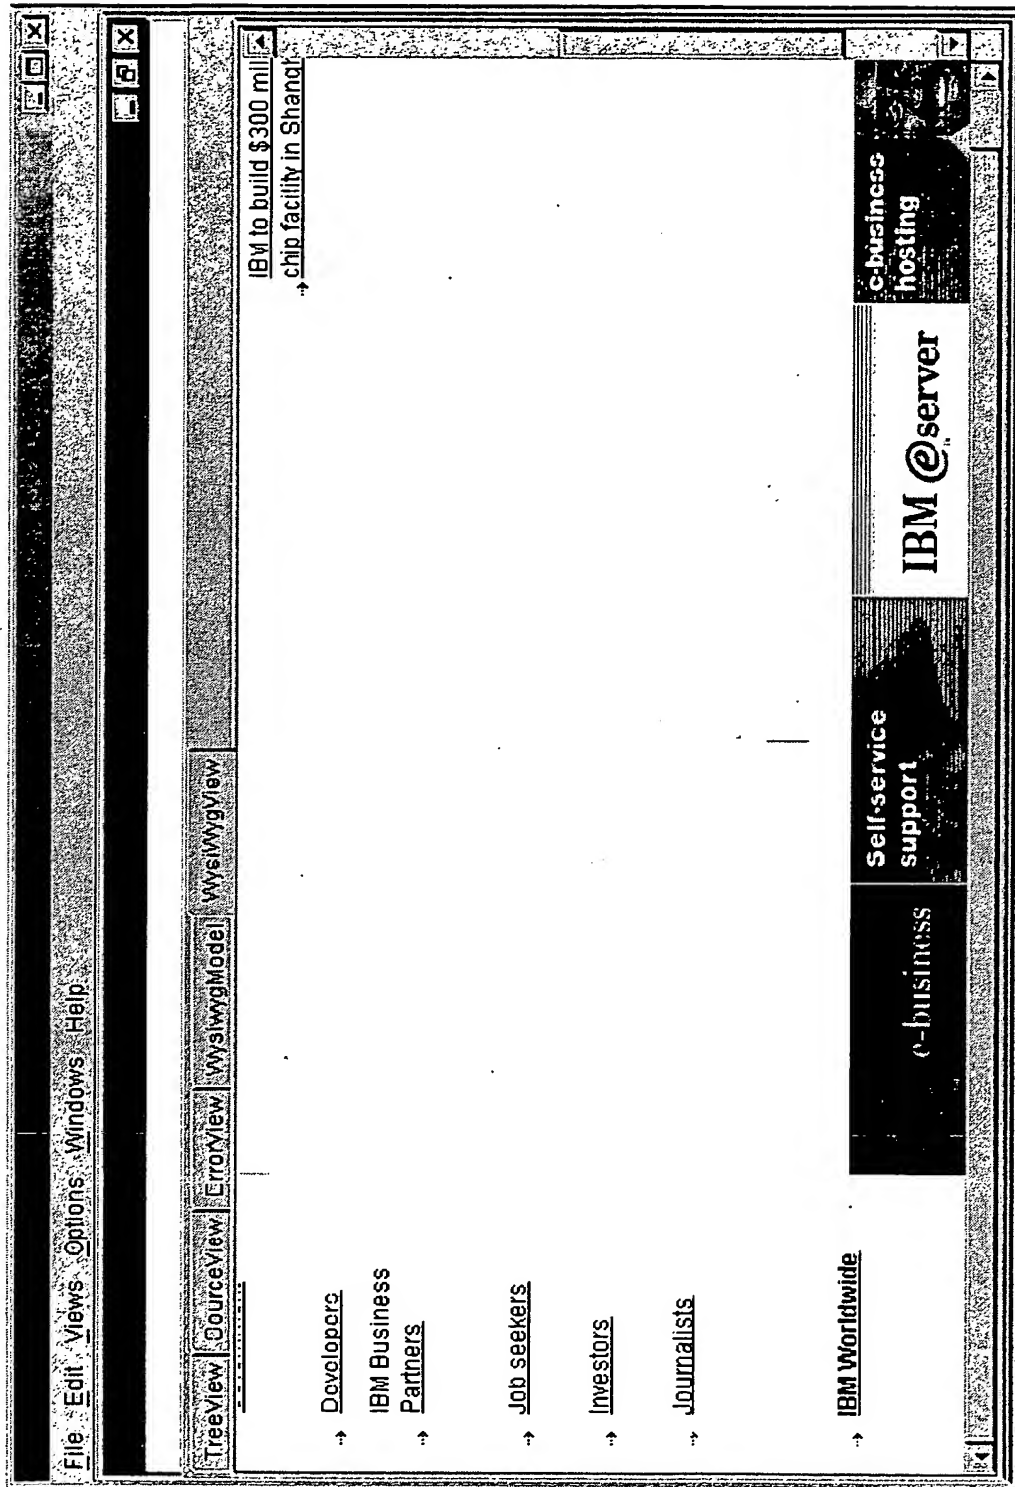 File Edit Views Options Windows Help
TreeView SourceView ErrorView WysiwygModel WysiWygView
IBM to build $300 mil
chip facility in Shangh
Developers
IBM Business
Partners
Job seekers
Investors
Journalists
IBM Worldwide
e-business
Self-service
support
IBM @server
e-business
hosting